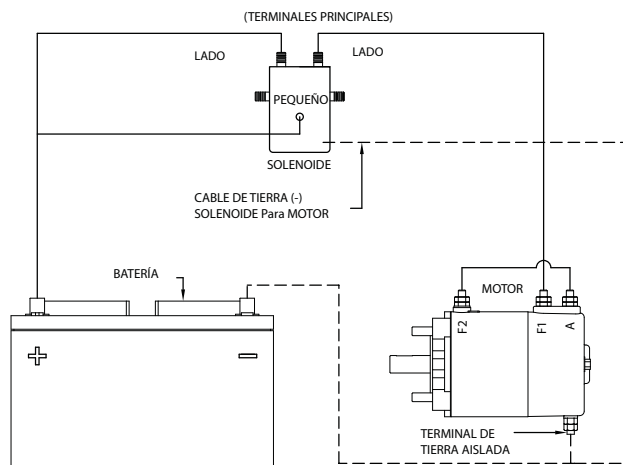 (TERMINALES PRINCIPALES)
LADO
LADO
PEQUEÑO
SOLENOIDE
CABLE DE TIERRA (-)
SOLENOIDE Para MOTOR
BATERÍA
MOTOR
F2
F1
A
+
-
TERMINAL DE
TIERRA AISLADA